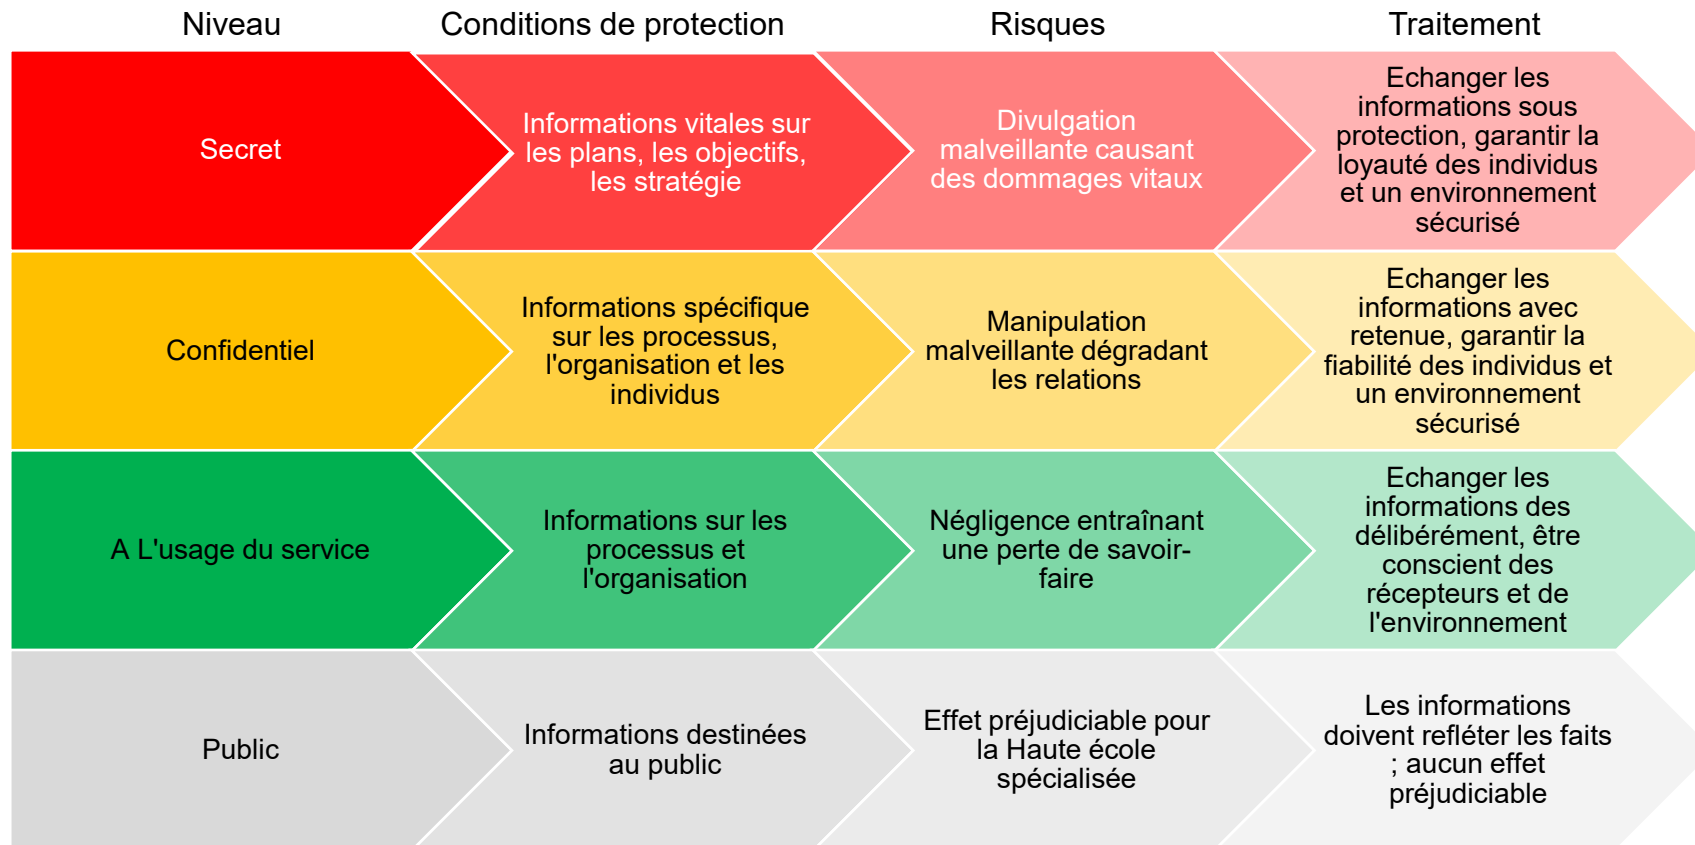 Niveau
Conditions de protection
Risques
Traitement
Secret
Informations vitales sur
les plans, les objectifs,
les stratégie
Divulgation
malveillante causant
des dommages vitaux
Echanger les
informations sous
protection, garantir la
loyauté des individus
et un environnement
sécurisé
Confidentiel
Informations spécifique
sur les processus,
l'organisation et les
individus
Manipulation
malveillante dégradant
les relations
Echanger les
informations avec
retenue, garantir la
fiabilité des individus et
un environnement
sécurisé
A L'usage du service
Informations sur les
processus et
l'organisation
Négligence entraînant
une perte de savoir-
faire
Echanger les
informations des
délibérément, être
conscient des
récepteurs et de
l'environnement
Public
Informations destinées
au public
Effet préjudiciable pour
la Haute école
spécialisée
Les informations
doivent refléter les faits
; aucun effet
préjudiciable